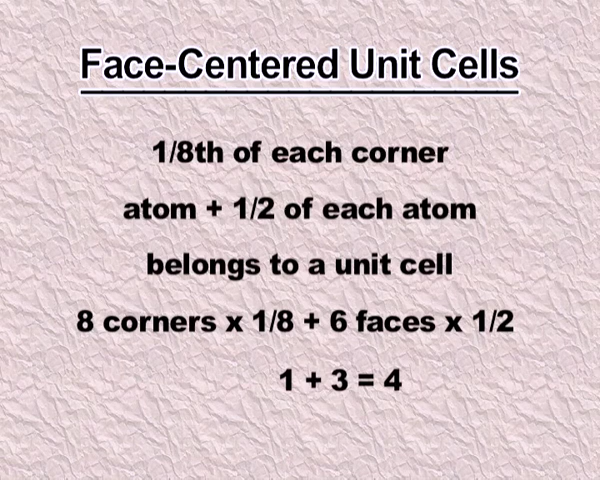 Face-Centered Unit Cells
1/8th of each corner
atom + 1/2 of each atom
belongs to a unit cell
8 corners x 1/8 + 6 faces x 1/2
1 + 3 = 4